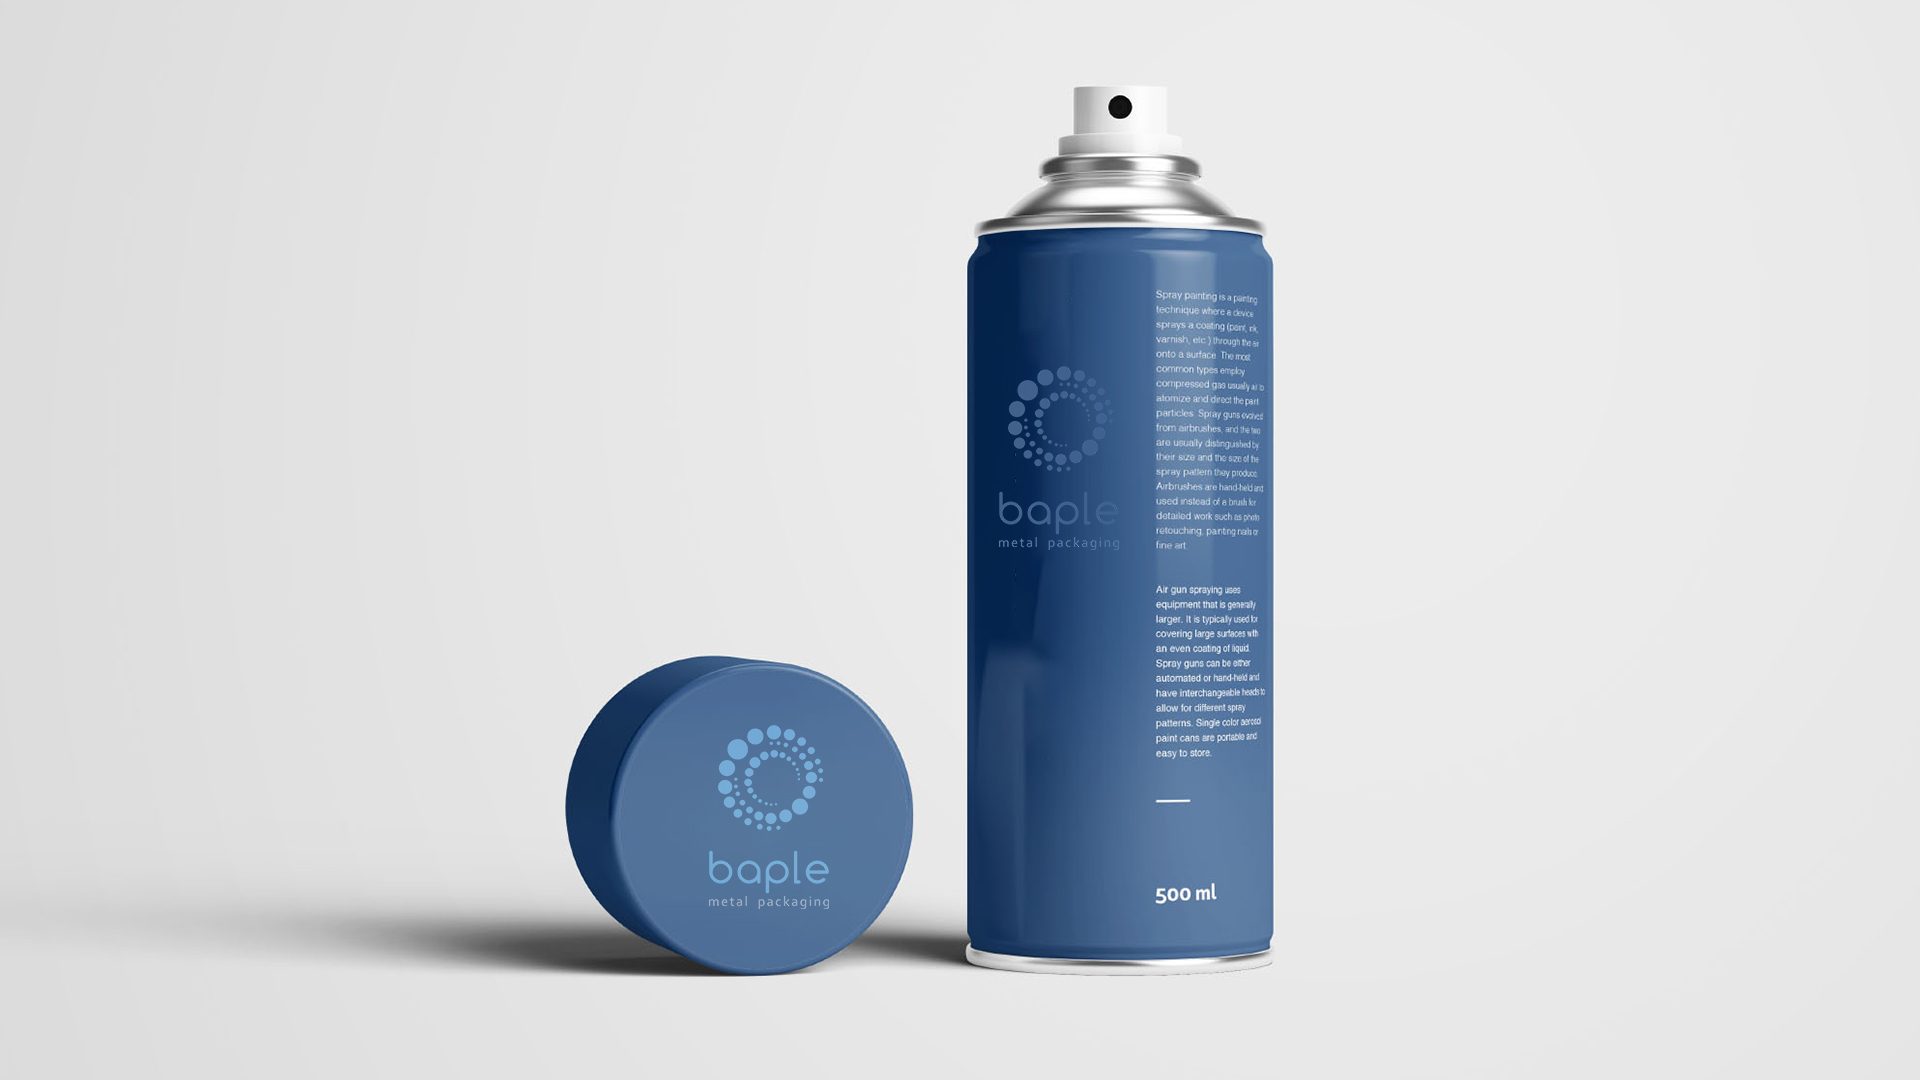 baple
metal packaging
baple
metal packaging
Spray painting is a painting
technique where a device
sprays a coating (paint, ink,
varnish, etc.) through the air
onto a surface. The most
common types employ
compressed gas usually air to
atomize and direct the paint
particles. Spray guns evolved
from airbrushes, and the two
are usually distinguished by
their size and the size of the
spray pattern they produce.
Airbrushes are hand-held and
used instead of a brush for
detailed work such as photo
retouching, painting nails or
fine art.
Air gun spraying uses
equipment that is generally
larger. It is typically used for
covering large surfaces with
an even coating of liquid.
Spray guns can be either
automated or hand-held and
have interchangeable heads to
allow for different spray
patterns. Single color aerosol
paint cans are portable and
easy to store.
500 ml